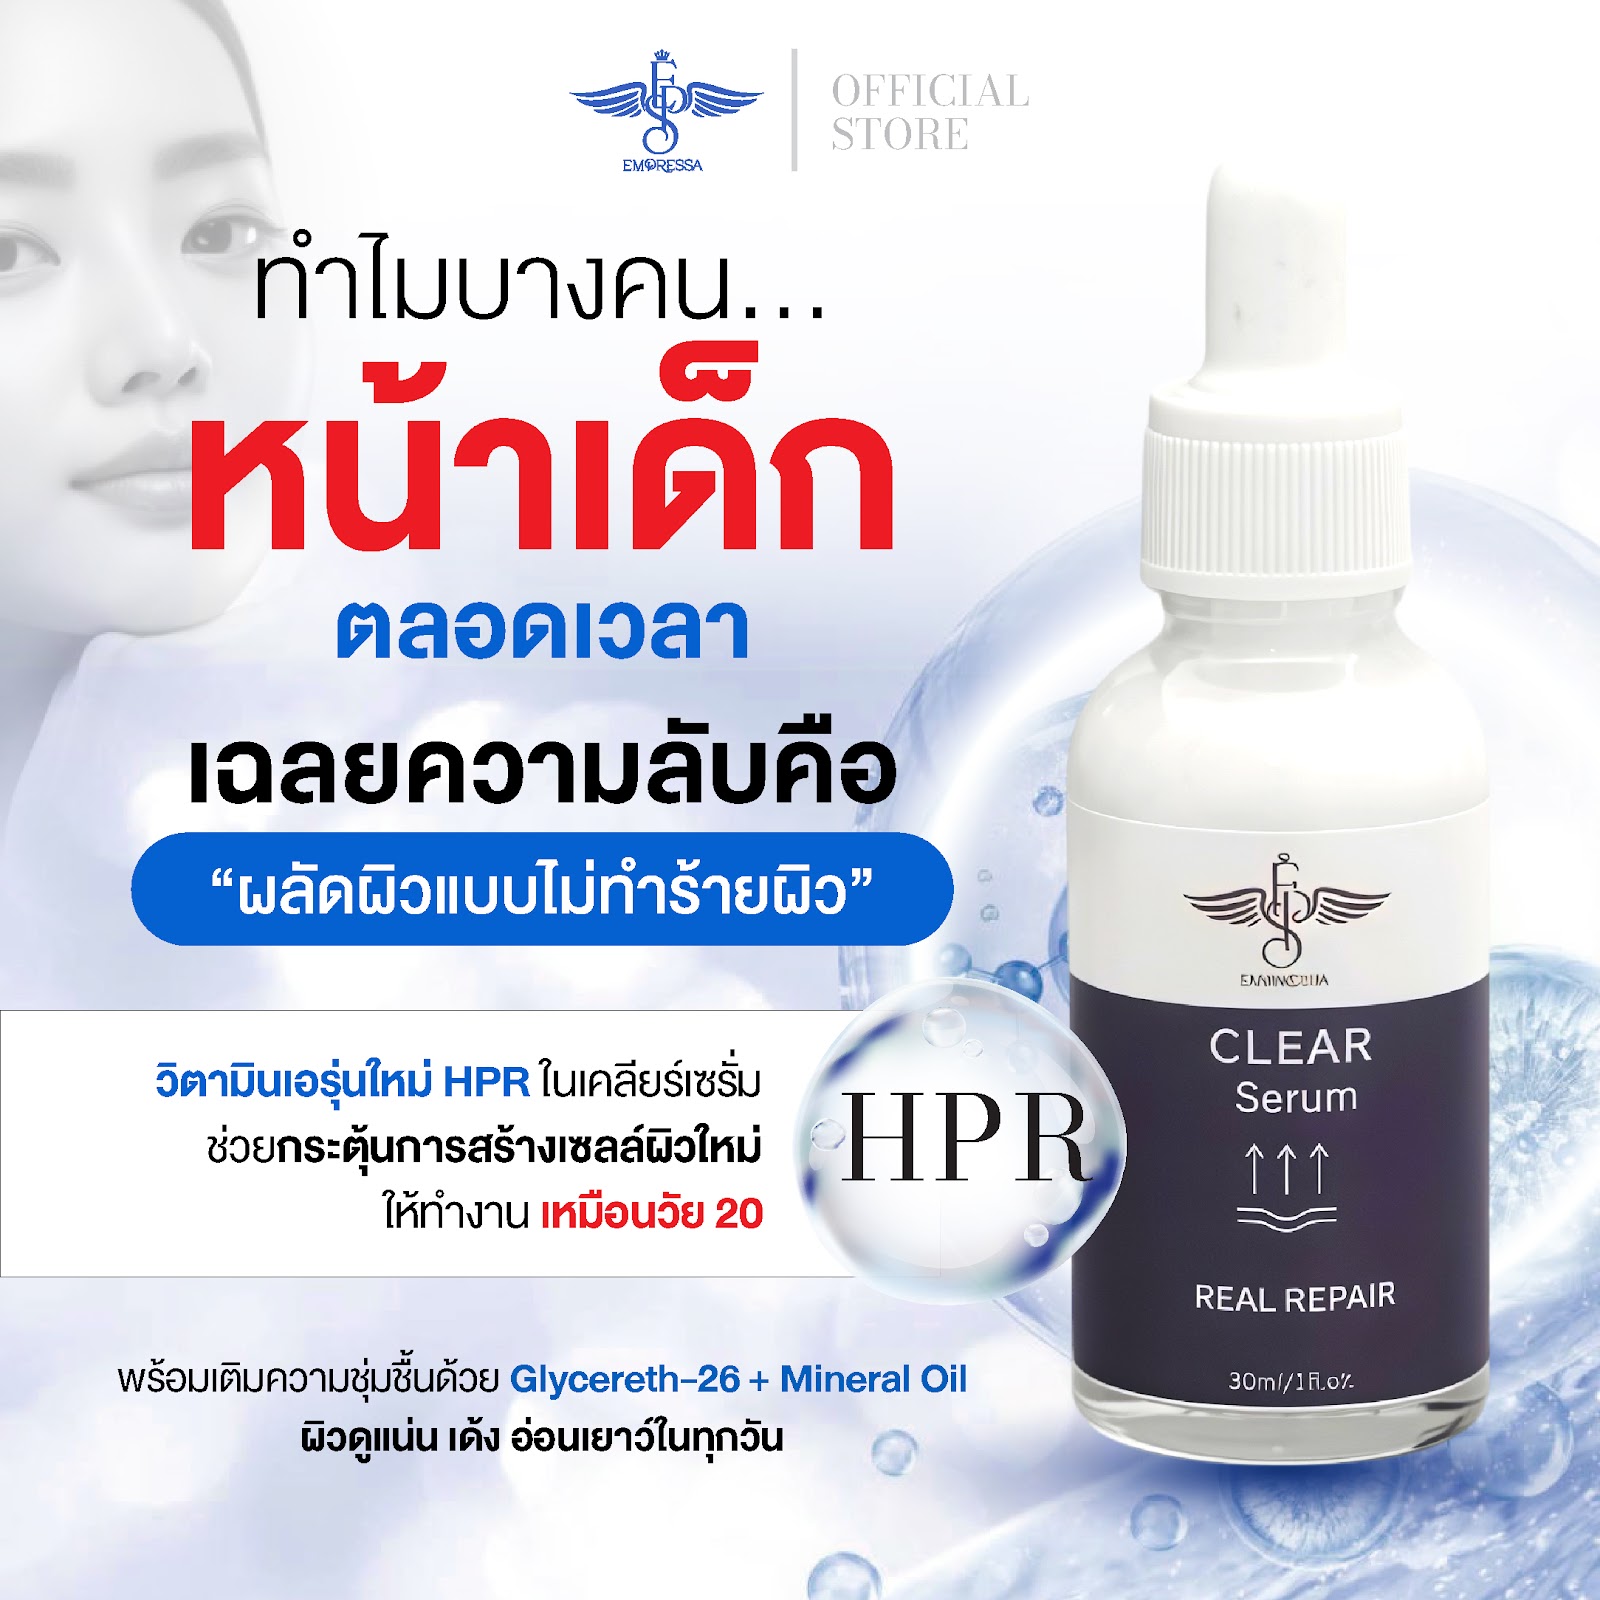 EMPRESSA
OFFICIAL
STORE
ทำไมบางคน...
หน้าเด็ก
ตลอดเวลา
เฉลยความลับคือ
“ผลัดผิวแบบไม่ทำร้ายผิว”
วิตามินเอรุ่นใหม่ HPR ในเคลียร์เซรั่ม
ช่วยกระตุ้นการสร้างเซลล์ผิวใหม่
ให้ทำงาน เหมือนวัย 20
HPR
พร้อมเติมความชุ่มชื้นด้วย Glycereth-26 + Mineral Oil
ผิวดูแน่น เด้ง อ่อนเยาว์ในทุกวัน
CLEAR
Serum
REAL REPAIR
30ml/1